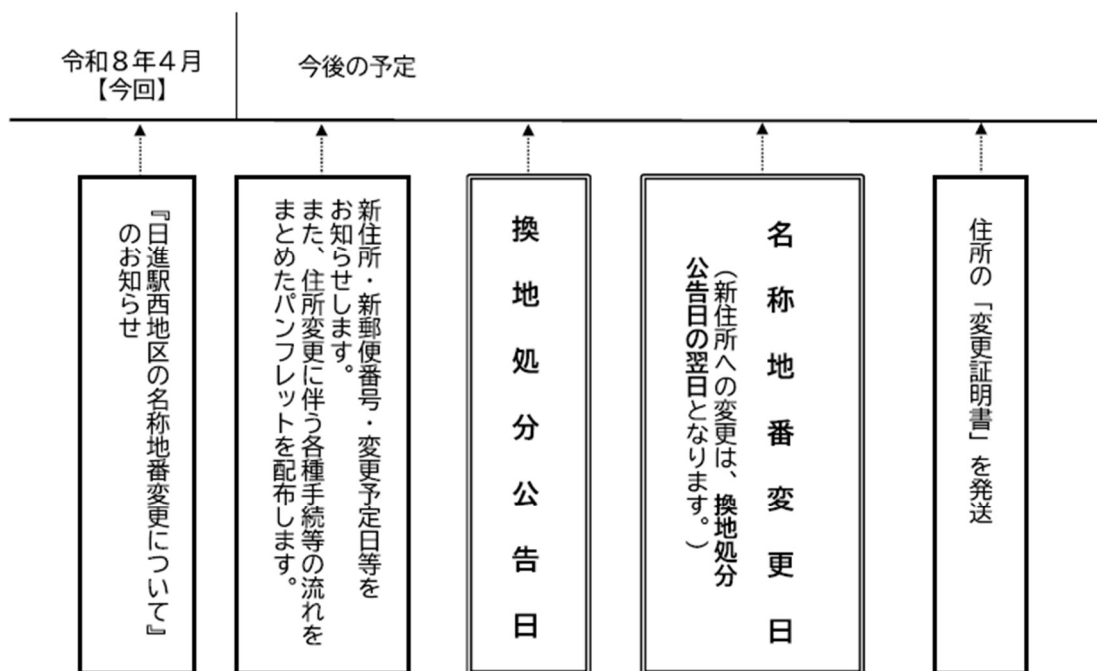 令和８年４月
【今回】
今後の予定
『日進駅西地区の名称地番変更について』
のお知らせ
新住所・新郵便番号・変更予定日等を
お知らせします。
また、住所変更に伴う各種手続等の流れを
まとめたパンフレットを配布します。
換地処分公告日
名称地番変更日
（新住所への変更は、換地処分
公告日の翌日となります。）
住所の「変更証明書」を発送